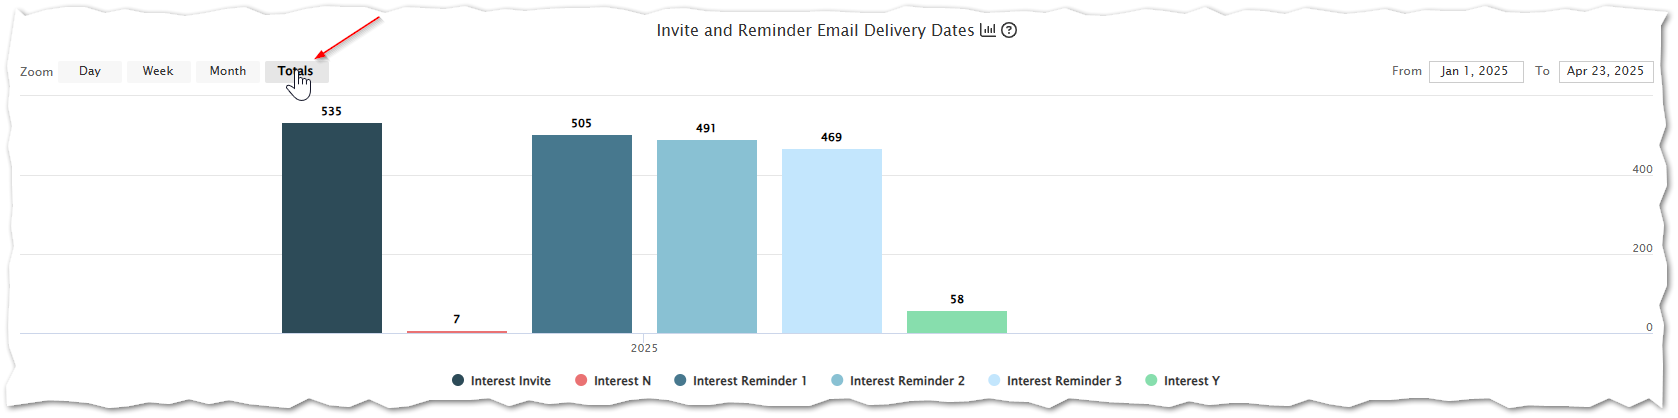 Invite and Reminder Email Delivery Dates
Zoom Day Week Month Totals
From Jan 1, 2025 To Apr 23, 2025
535
7
505
491
469
58
400
200
0
2025
Interest Invite Interest N Interest Reminder 1 Interest Reminder 2 Interest Reminder 3 Interest Y